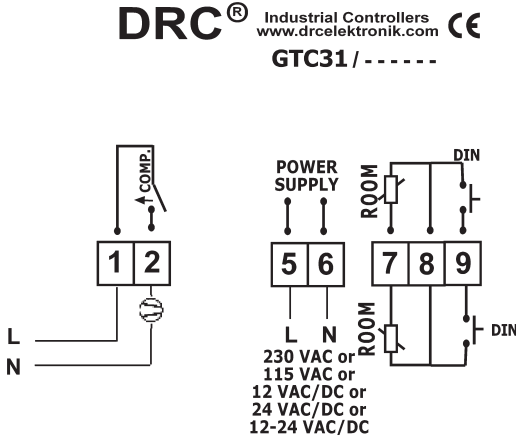 DRC® Industrial Controllers CE
www.drcelektronik.com
GTC31 / - - - - - -
COMP.
POWER
SUPPLY
ROOM
DIN
1 2 5 6 7 8 9
L
N
L N
ROOM
DIN
230 VAC or
115 VAC or
12 VAC/DC or
24 VAC/DC or
12-24 VAC/DC